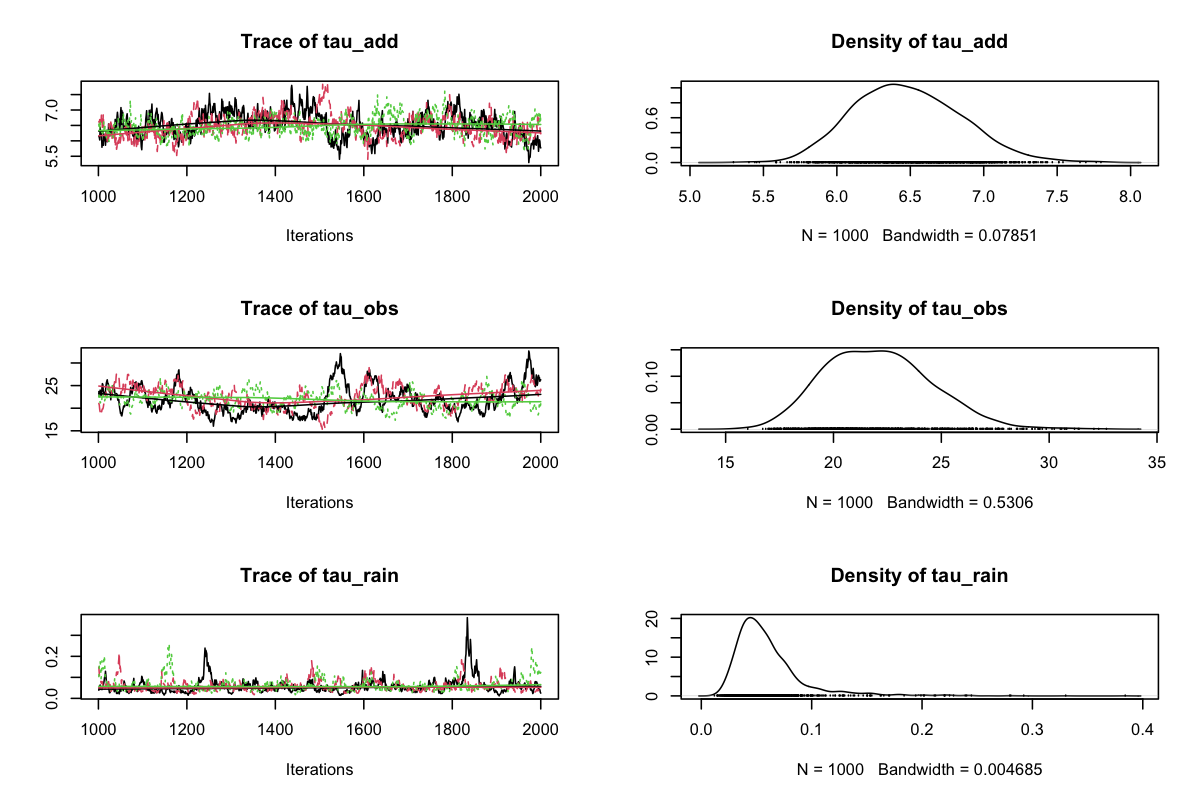 Trace of tau_add
7.0
5.5
1000 1200 1400 1600 1800 2000
Iterations
Density of tau_add
0.6
0.0
5.0 5.5 6.0 6.5 7.0 7.5 8.0
N = 1000 Bandwidth = 0.07851
Trace of tau_obs
25
15
1000 1200 1400 1600 1800 2000
Iterations
Density of tau_obs
0.10
0.00
15 20 25 30 35
N = 1000 Bandwidth = 0.5306
Trace of tau_rain
0.2
0.0
1000 1200 1400 1600 1800 2000
Iterations
Density of tau_rain
20
10
0
0.0 0.1 0.2 0.3 0.4
N = 1000 Bandwidth = 0.004685